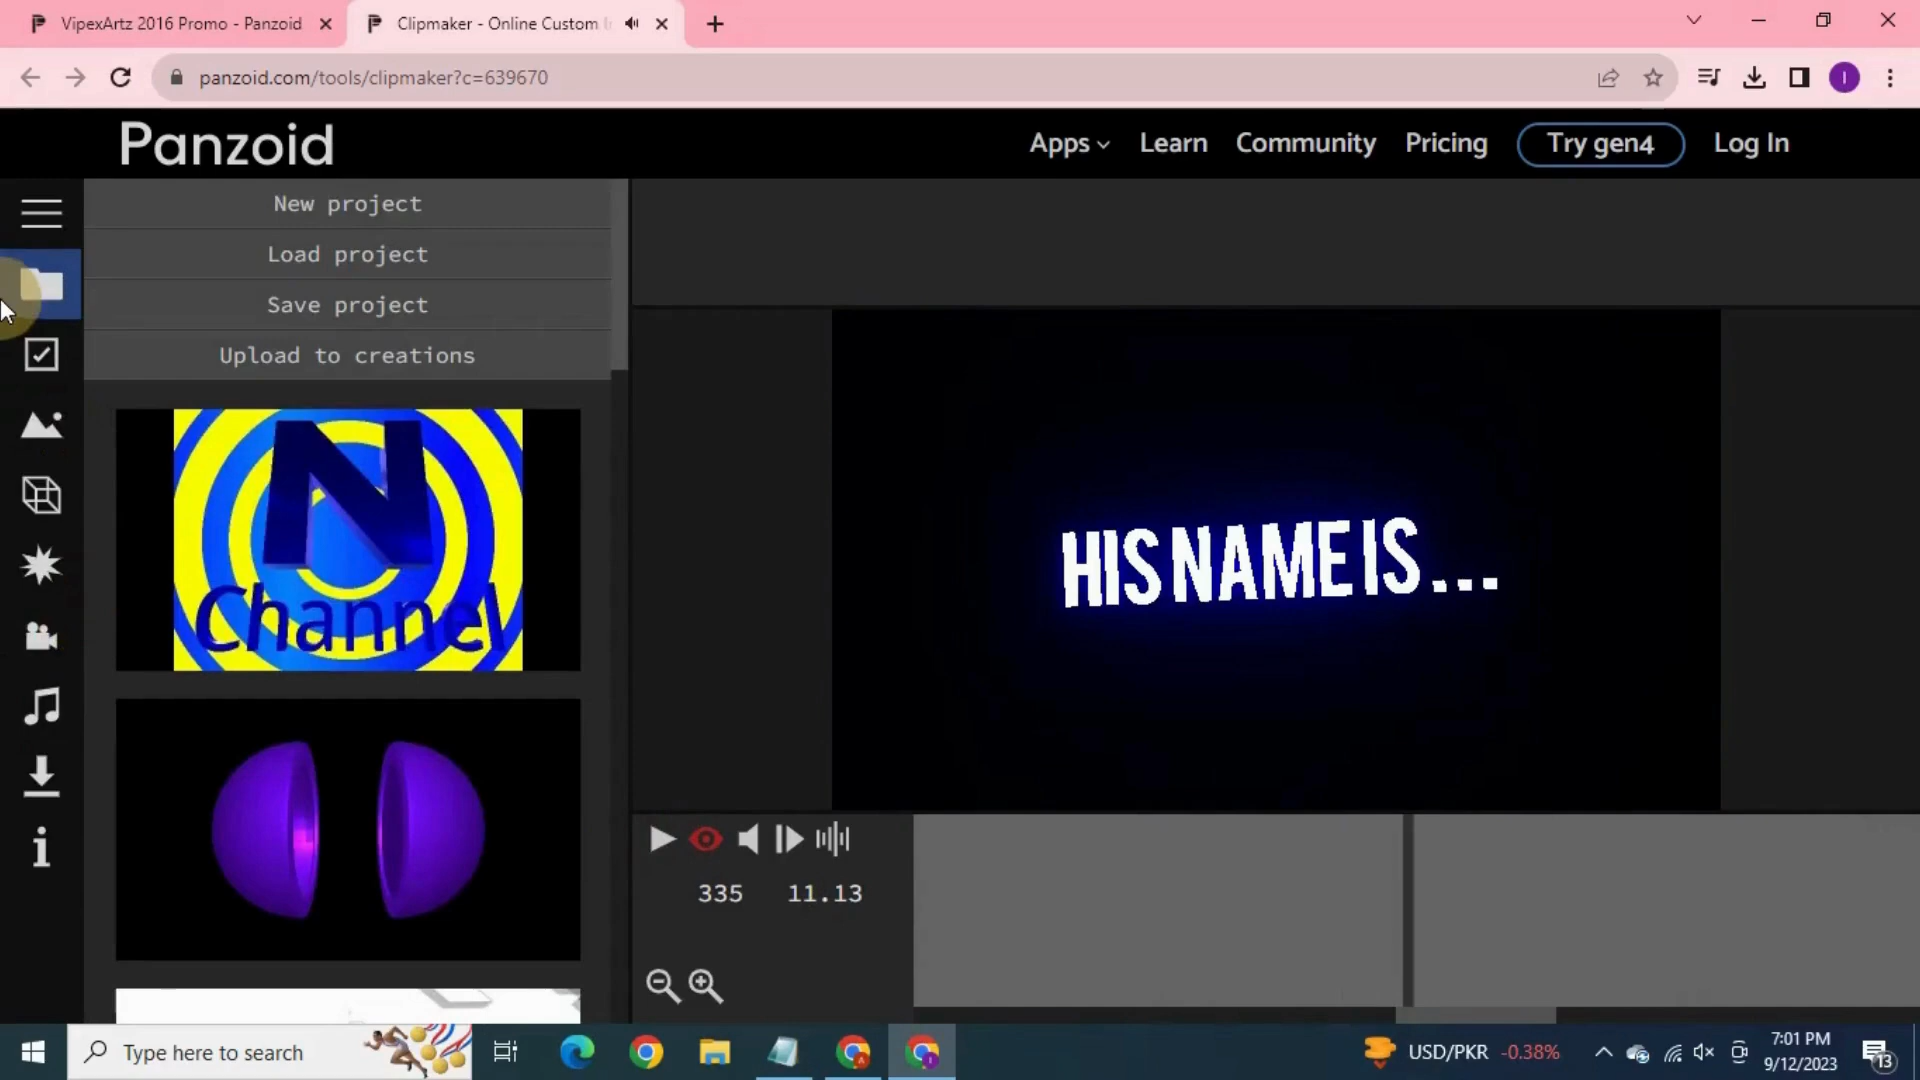 VipexArtz 2016 Promo - Panzoid
Clipmaker - Online Custom I
panzoid.com/tools/clipmaker?c=639670
I
Panzoid
Apps
Learn
Community
Pricing
Try gen4
Log In
New project
Load project
Save project
Upload to creations
N
Channel
HIS NAME IS...
335
11.13
Type here to search
USD/PKR
-0.38%
7:01 PM
9/12/2023
13